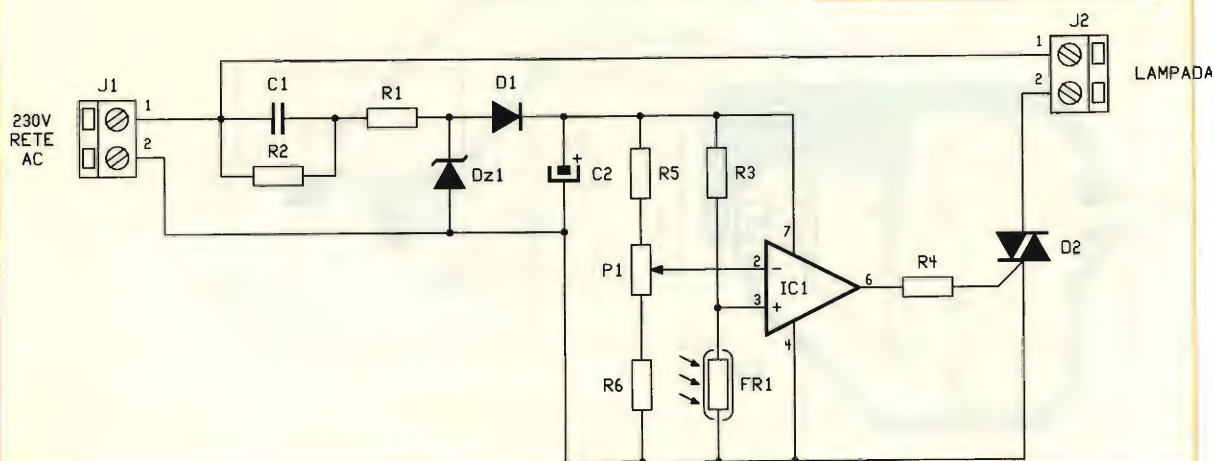 J2
1
2
LAMPADA
J1
1
2
230V
RETE
AC
C1
R2
R1
D1
Dz1
+
C2
R5
R3
P1
R6
FR1
7
2
-
3
+
IC1
6
4
R4
D2